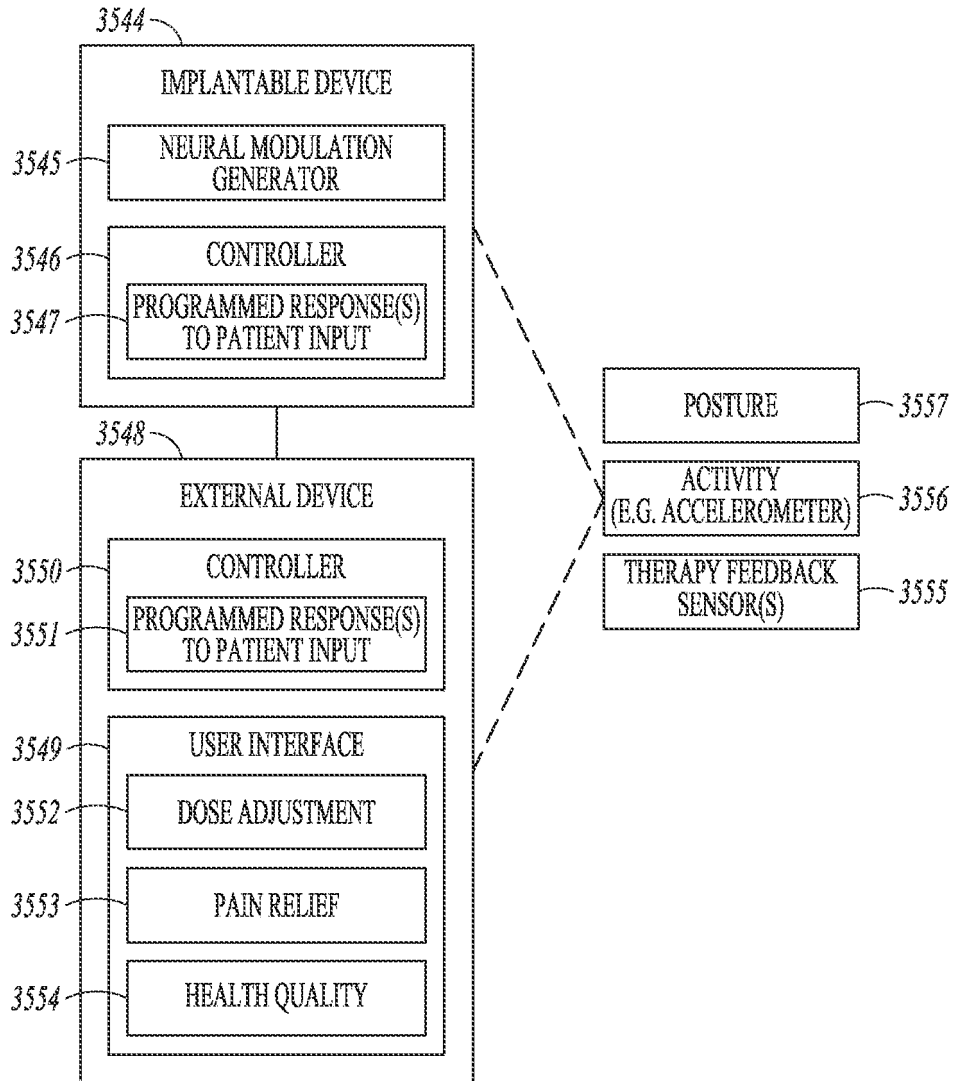 3544
IMPLANTABLE DEVICE
3545
NEURAL MODULATION
GENERATOR
3546
CONTROLLER
3547
PROGRAMMED RESPONSE(S)
TO PATIENT INPUT
3548
EXTERNAL DEVICE
3550
CONTROLLER
3551
PROGRAMMED RESPONSE(S)
TO PATIENT INPUT
3549
USER INTERFACE
3552
DOSE ADJUSTMENT
3553
PAIN RELIEF
3554
HEALTH QUALITY
POSTURE
3557
ACTIVITY
(E.G. ACCELEROMETER)
3556
THERAPY FEEDBACK
SENSOR(S)
3555